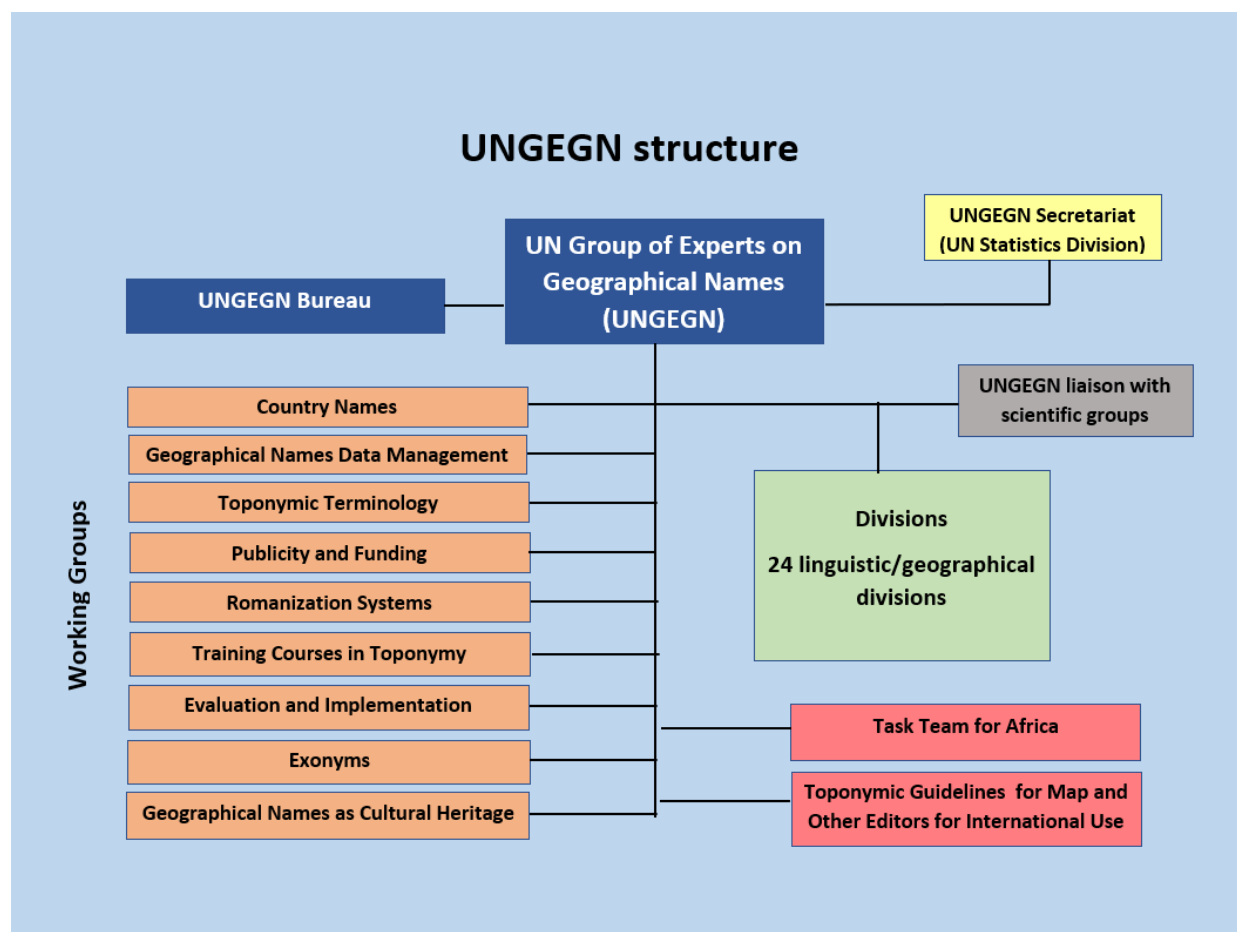 UNGEGN structure
UN Group of Experts on
Geographical Names
(UNGEGN)
UNGEGN Secretariat
(UN Statistics Division)
UNGEGN Bureau
UNGEGN liaison with
scientific groups
Working Groups
Country Names
Geographical Names Data Management
Toponymic Terminology
Publicity and Funding
Romanization Systems
Training Courses in Toponymy
Evaluation and Implementation
Exonyms
Geographical Names as Cultural Heritage
Divisions
24 linguistic/geographical
divisions
Task Team for Africa
Toponymic Guidelines for Map and
Other Editors for International Use